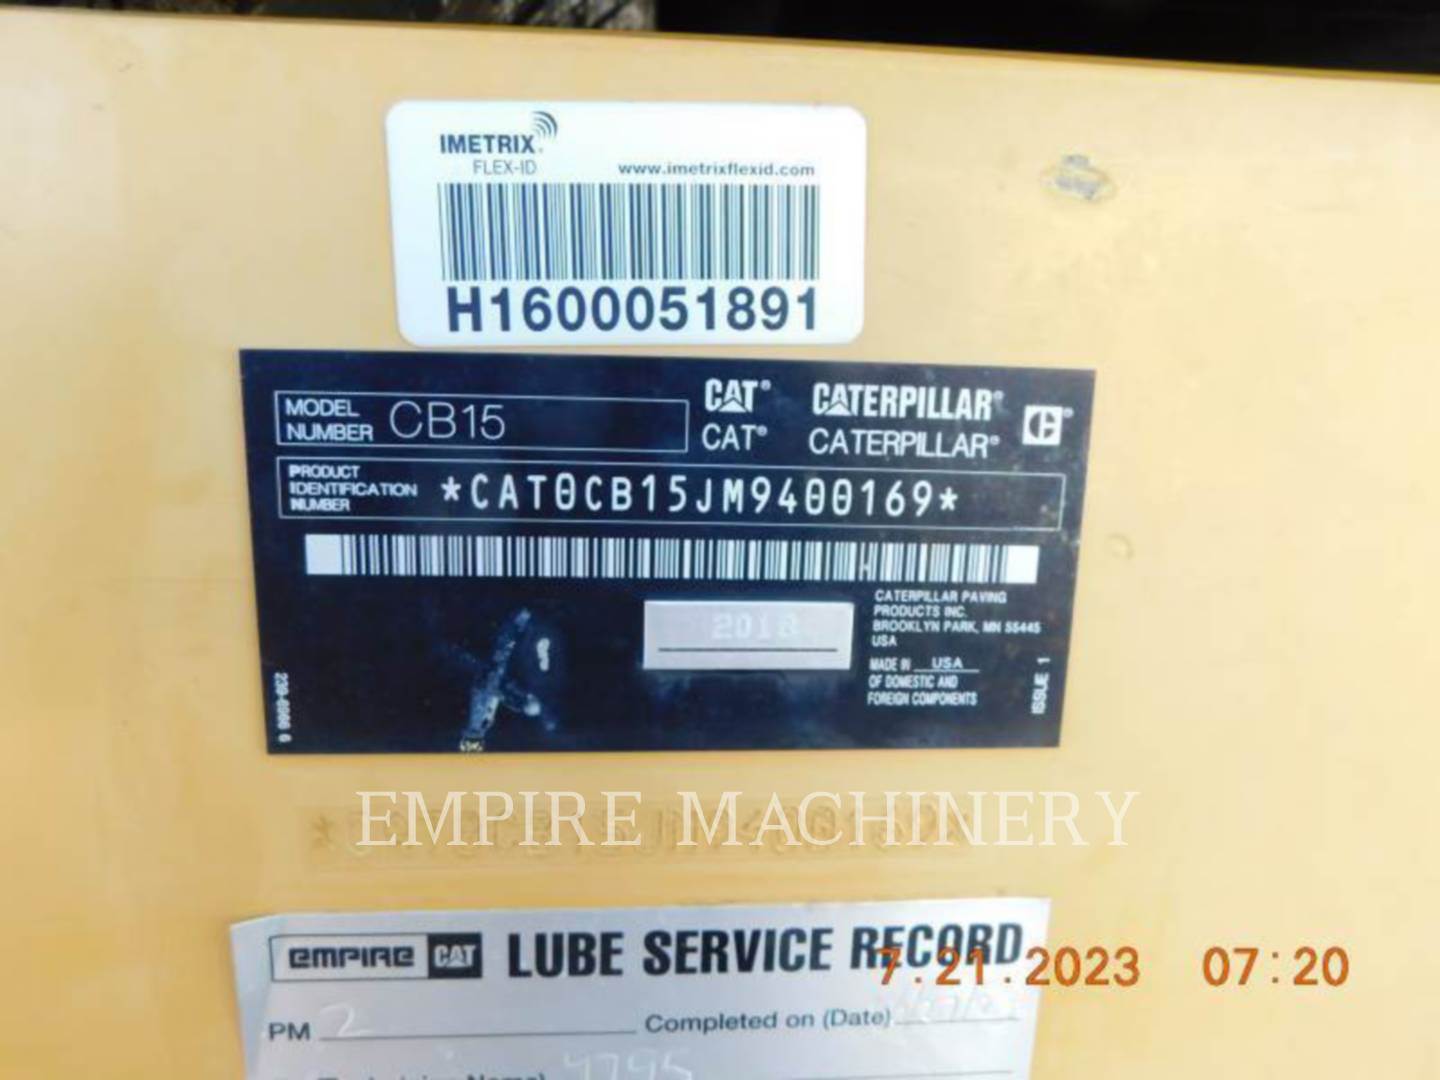 IMETRIX
FLEX-ID www.imetrixflexid.com
H1600051891
MODEL NUMBER CB15
CAT® CATERPILLAR®
CAT® CATERPILLAR®
PRODUCT IDENTIFICATION NUMBER *CAT0CB15JM9400169*
2018
CATERPILLAR PAVING
PRODUCTS INC.
BROOKLYN PARK, MN 55445
USA
MADE IN USA
OF DOMESTIC AND
FOREIGN COMPONENTS
ISSUE 1
EMPIRE MACHINERY
EMPIRE CAT LUBE SERVICE RECORD
7.21.2023 07:20
PM 2 Completed on (Date)
4795
Name)